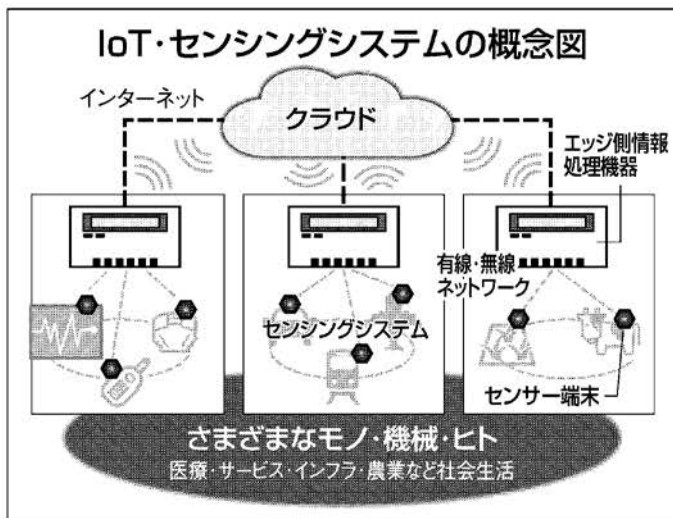 IoT・センシングシステムの概念図
インターネット
クラウド
エッジ側情報
処理機器
有線・無線
ネットワーク
センシングシステム
センサー端末
さまざまなモノ・機械・ヒト
医療・サービス・インフラ・農業など社会生活